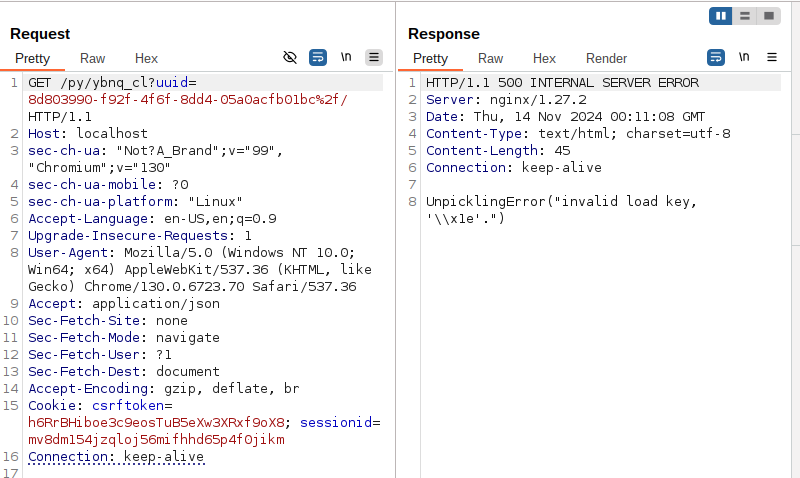 Request
Pretty Raw Hex \n
1 GET /py/ybnq_cl?uuid=
8d803990-f92f-4f6f-8dd4-05a0acfb01bc%2f/
HTTP/1.1
2 Host: localhost
3 sec-ch-ua: "Not?A_Brand";v="99",
"Chromium";v="130"
4 sec-ch-ua-mobile: ?0
5 sec-ch-ua-platform: "Linux"
6 Accept-Language: en-US,en;q=0.9
7 Upgrade-Insecure-Requests: 1
8 User-Agent: Mozilla/5.0 (Windows NT 10.0;
Win64; x64) AppleWebKit/537.36 (KHTML, like
Gecko) Chrome/130.0.6723.70 Safari/537.36
9 Accept: application/json
10 Sec-Fetch-Site: none
11 Sec-Fetch-Mode: navigate
12 Sec-Fetch-User: ?1
13 Sec-Fetch-Dest: document
14 Accept-Encoding: gzip, deflate, br
15 Cookie: csrftoken=
h6RrBHiboe3c9eosTuB5eXw3XRxf9oX8; sessionid=
mv8dm154jzqloj56mifhhd65p4f0jikm
16 Connection: keep-alive
17
Response
Pretty Raw Hex Render \n
1 HTTP/1.1 500 INTERNAL SERVER ERROR
2 Server: nginx/1.27.2
3 Date: Thu, 14 Nov 2024 00:11:08 GMT
4 Content-Type: text/html; charset=utf-8
5 Content-Length: 45
6 Connection: keep-alive
7
8 UnpicklingError("invalid load key,
'\\x1e'.")